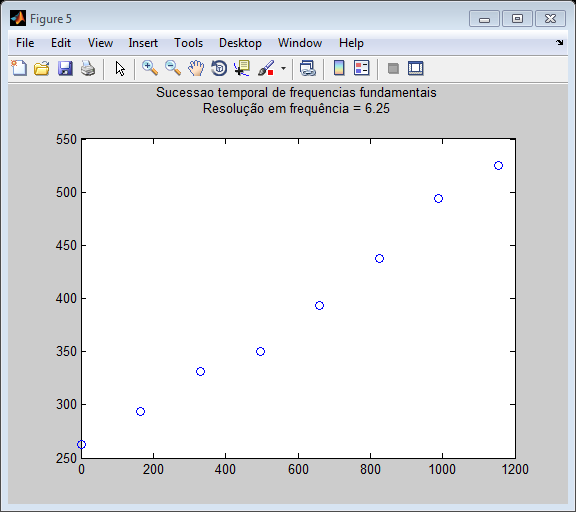 Figure 5
File Edit View Insert Tools Desktop Window Help
Sucessao temporal de frequencias fundamentais
Resolução em frequência = 6.25
550
500
450
400
350
300
250
0 200 400 600 800 1000 1200